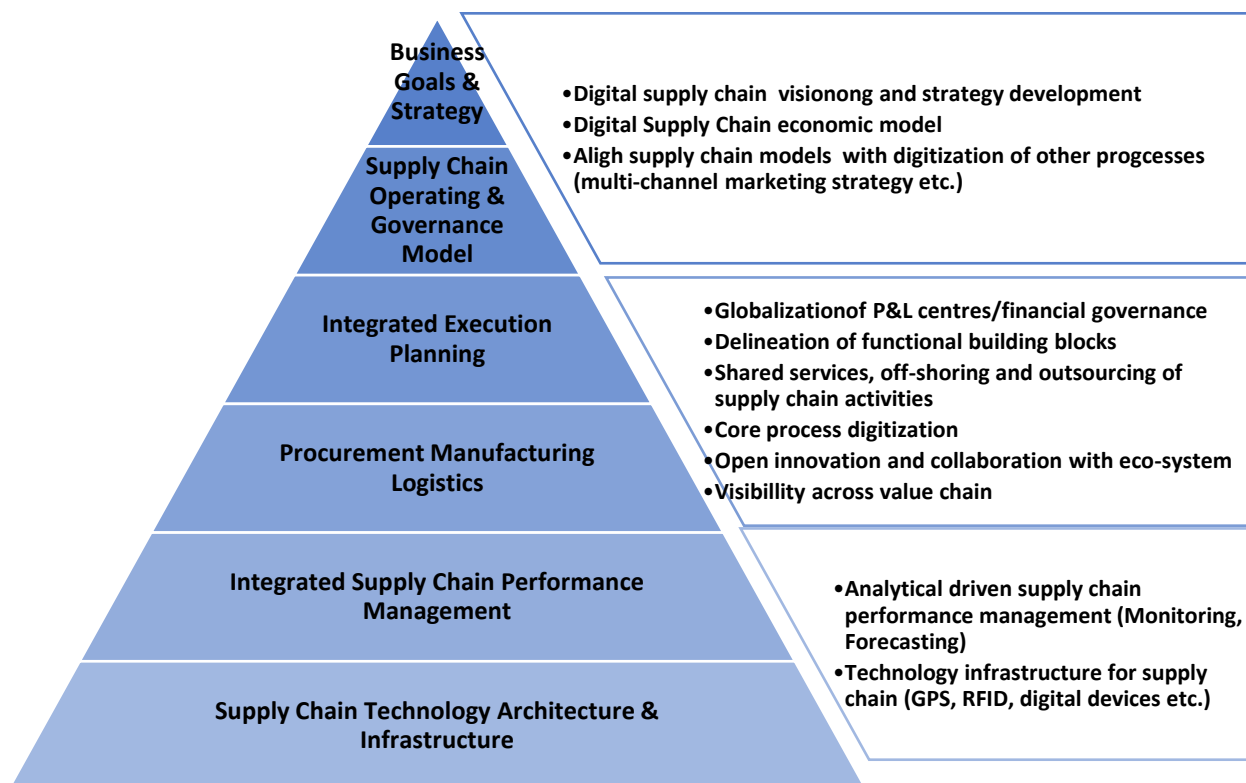 Business
Goals &
Strategy
Supply Chain
Operating &
Governance
Model
Integrated Execution
Planning
Procurement Manufacturing
Logistics
Integrated Supply Chain Performance
Management
Supply Chain Technology Architecture &
Infrastructure
•Digital supply chain visionong and strategy development
•Digital Supply Chain economic model
•Aligh supply chain models with digitization of other progcesses
(multi-channel marketing strategy etc.)
•Globalizationof P&L centres/financial governance
•Delineation of functional building blocks
•Shared services, off-shoring and outsourcing of
supply chain activities
•Core process digitization
•Open innovation and collaboration with eco-system
•Visibillity across value chain
•Analytical driven supply chain
performance management (Monitoring,
Forecasting)
•Technology infrastructure for supply
chain (GPS, RFID, digital devices etc.)